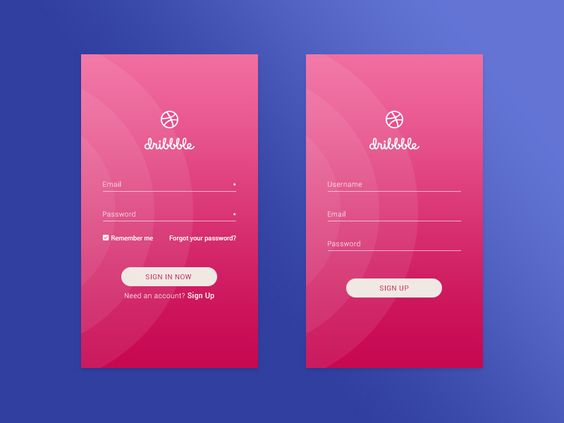 dribbble
Email *
Password *
Remember me Forgot your password?
SIGN IN NOW
Need an account? Sign Up
dribbble
Username
Email
Password
SIGN UP